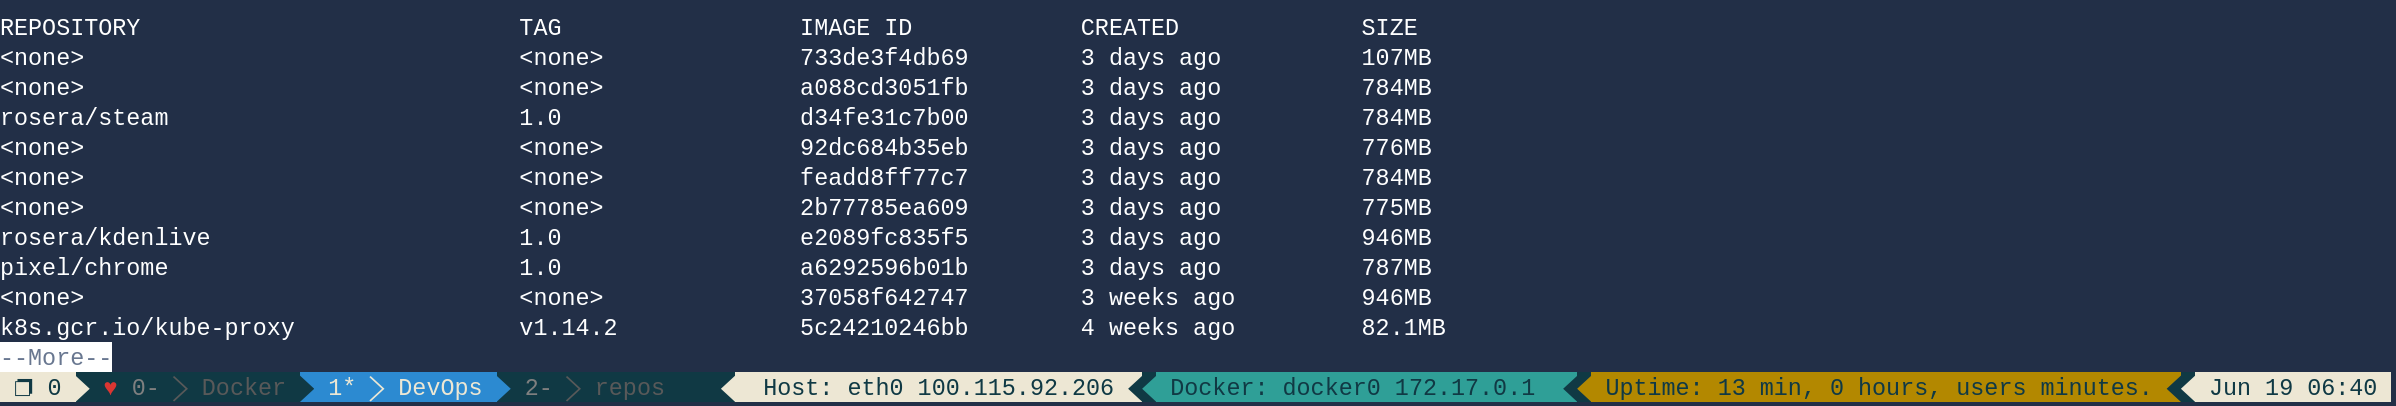 REPOSITORY TAG IMAGE ID CREATED SIZE
<none> <none> 733de3f4db69 3 days ago 107MB
<none> <none> a088cd3051fb 3 days ago 784MB
rosera/steam 1.0 d34fe31c7b00 3 days ago 784MB
<none> <none> 92dc684b35eb 3 days ago 776MB
<none> <none> feadd8ff77c7 3 days ago 784MB
<none> <none> 2b77785ea609 3 days ago 775MB
rosera/kdenlive 1.0 e2089fc835f5 3 days ago 946MB
pixel/chrome 1.0 a6292596b01b 3 days ago 787MB
<none> <none> 37058f642747 3 weeks ago 946MB
k8s.gcr.io/kube-proxy v1.14.2 5c24210246bb 4 weeks ago 82.1MB
--More--
❐ 0 ♥ 0- Docker 1* DevOps 2- repos Host: eth0 100.115.92.206 Docker: docker0 172.17.0.1 Uptime: 13 min, 0 hours, users minutes. Jun 19 06:40